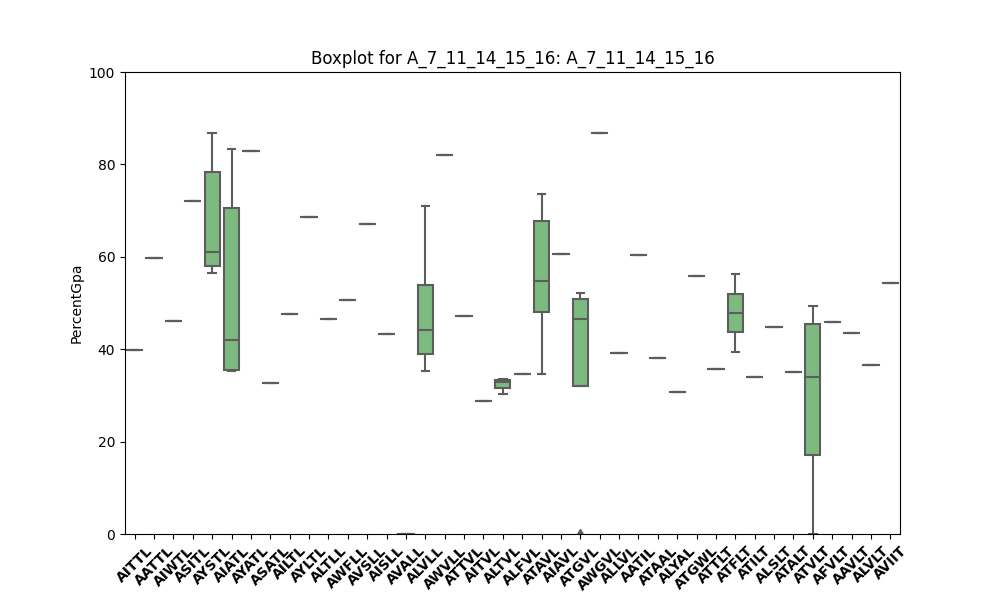 Boxplot for A_7_11_14_15_16: A_7_11_14_15_16
PercentGpa
100
80
60
40
20
0
AITTL
AATTL
AIWTL
ASITL
AYSTL
AIATL
AYATL
ASATL
AILTL
AYLTL
ALTLL
AWFLL
AVSLL
AISLL
AVALL
ALVLL
AWVLL
ATTVL
AITVL
ALTVL
ALFVL
ATAVL
AIAVL
ATGVL
AWGVL
ALLVL
AATIL
ATAAL
ALYAL
ATGWL
ATTLT
ATFLT
ATILT
ALSLT
ATALT
ATVLT
AFVLT
AAVLT
ALVLT
AVIIT